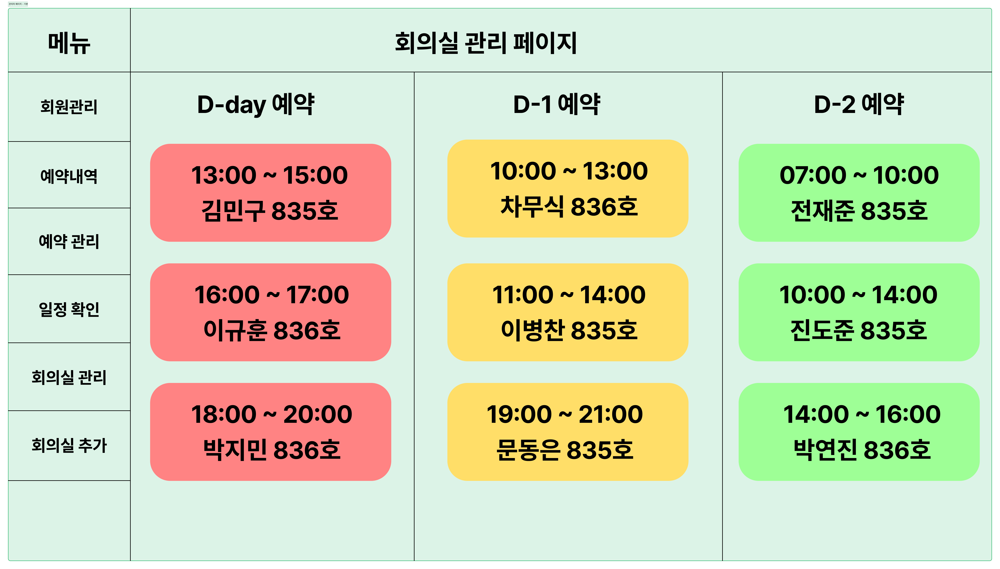 관리자 페이지 - 기본
메뉴
회의실 관리 페이지
회원관리
예약내역
예약 관리
일정 확인
회의실 관리
회의실 추가
D-day 예약
13:00 ~ 15:00
김민구 835호
16:00 ~ 17:00
이규훈 836호
18:00 ~ 20:00
박지민 836호
D-1 예약
10:00 ~ 13:00
차무식 836호
11:00 ~ 14:00
이병찬 835호
19:00 ~ 21:00
문동은 835호
D-2 예약
07:00 ~ 10:00
전재준 835호
10:00 ~ 14:00
진도준 835호
14:00 ~ 16:00
박연진 836호